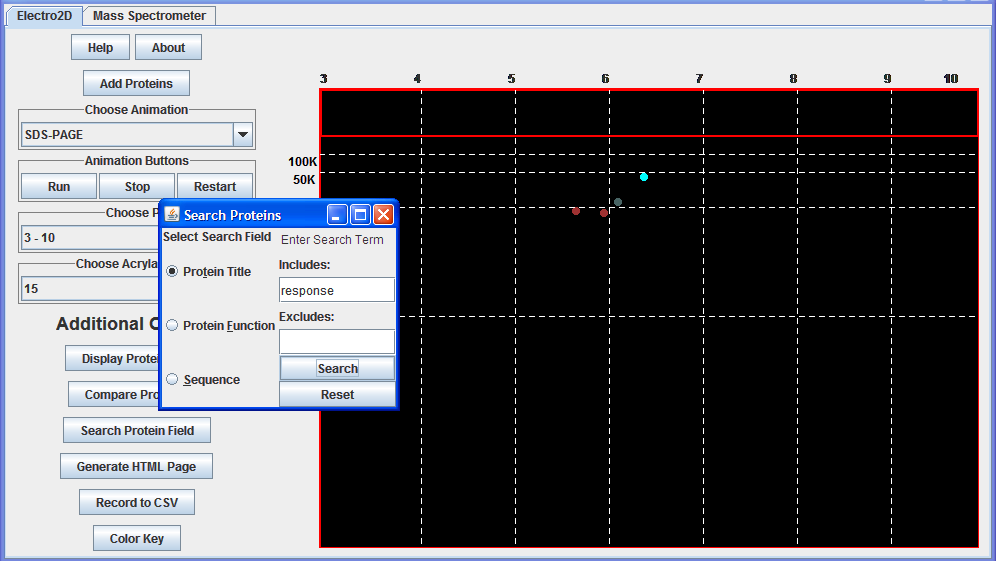 Electro2D
Mass Spectrometer
Help
About
Add Proteins
Choose Animation
SDS-PAGE
Animation Buttons
Run
Stop
Restart
Choose P
3 - 10
Choose Acryla
15
Additional
Display Protei
Compare Pro
Search Protein Field
Generate HTML Page
Record to CSV
Color Key
3 4 5 6 7 8 9 10
100K
50K
Search Proteins
Select Search Field
Enter Search Term
Protein Title
Includes:
response
Protein Function
Excludes:
Sequence
Search
Reset